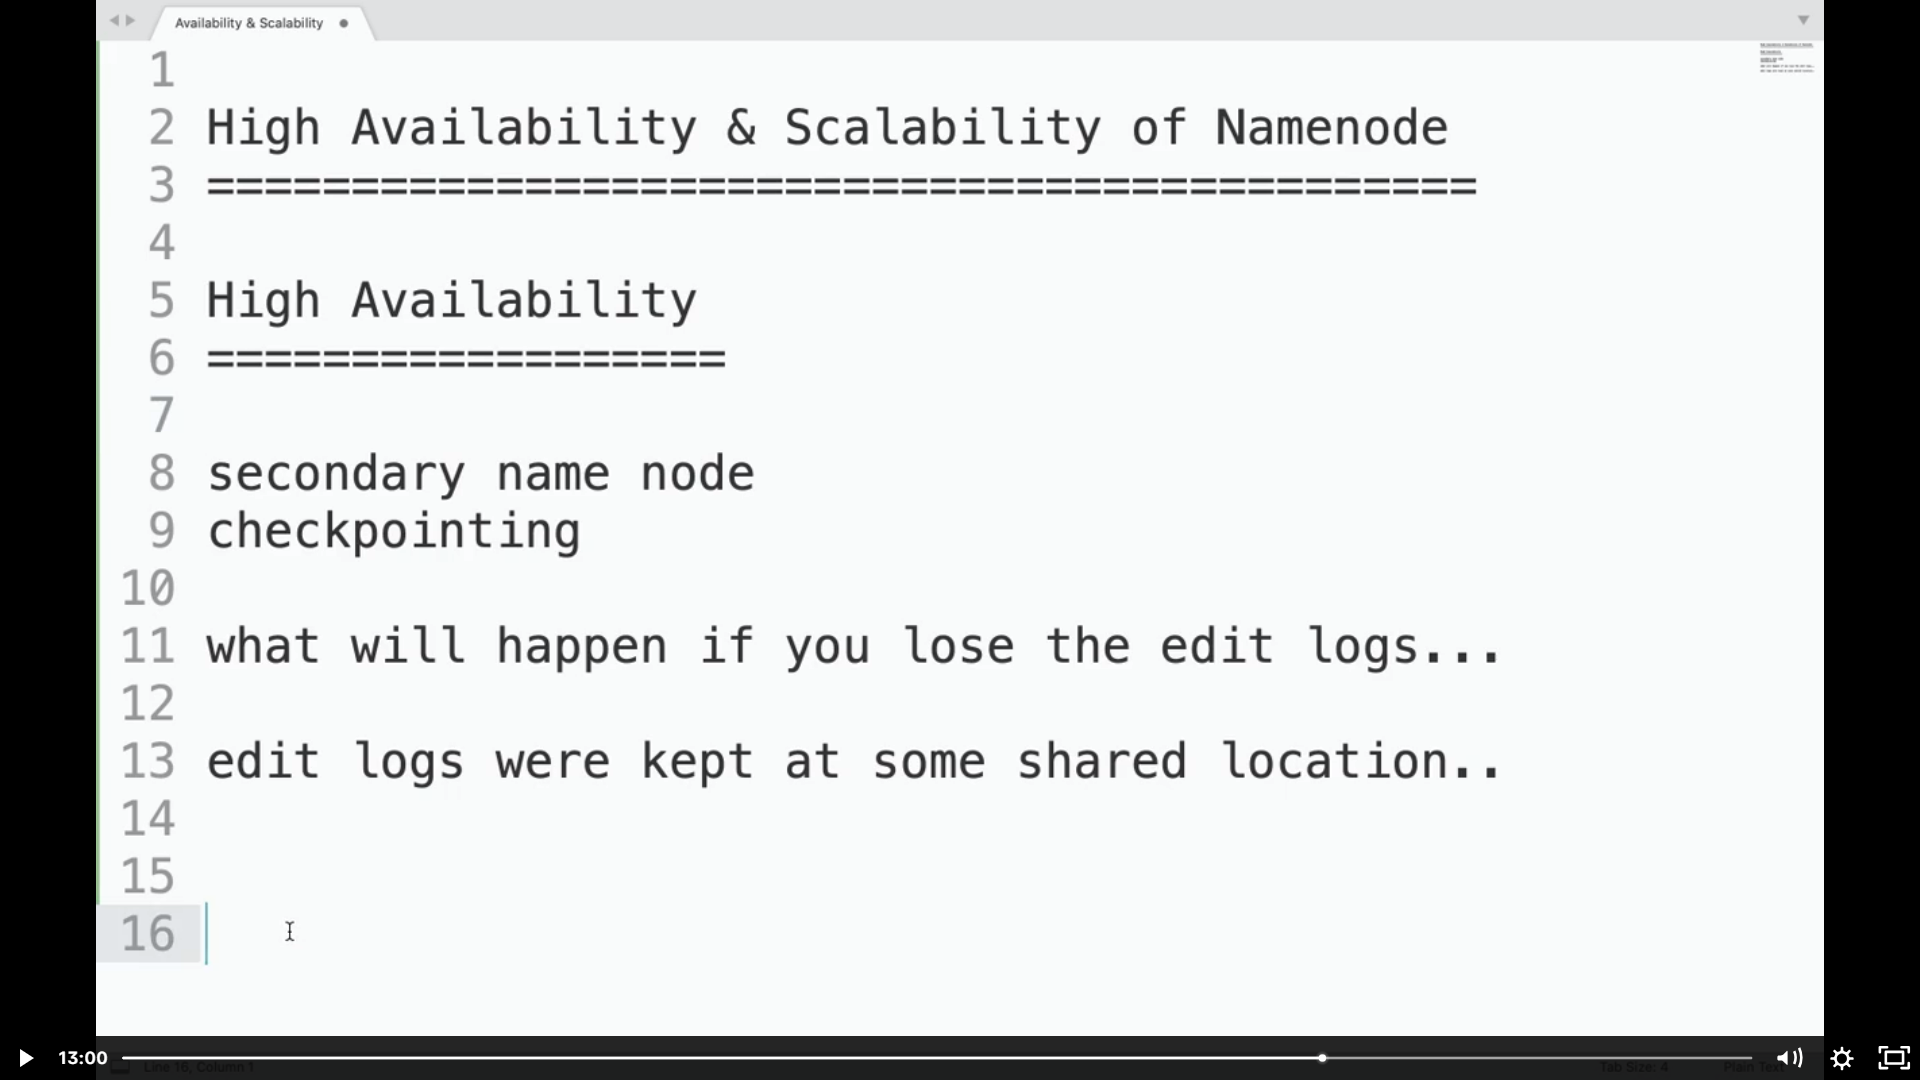 Availability & Scalability
1
2 High Availability & Scalability of Namenode
3 ============================================
4
5 High Availability
6 ==================
7
8 secondary name node
9 checkpointing
10
11 what will happen if you lose the edit logs...
12
13 edit logs were kept at some shared location..
14
15
16
13:00
Line 16, Column 1
Tab Size: 4
Plain Text